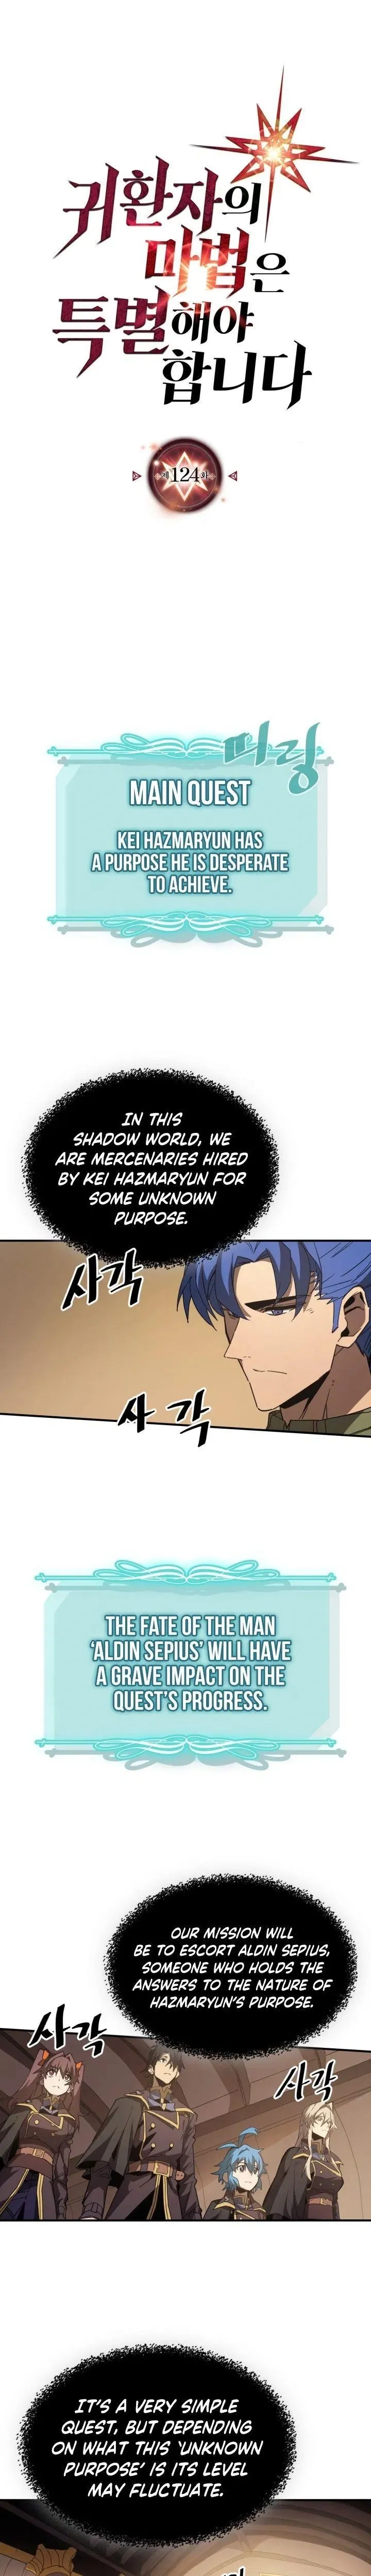 귀환자의
마법은
특별해야
합니다
제124화
띠링
MAIN QUEST
KEI HAZMARYUN HAS
A PURPOSE HE IS DESPERATE
TO ACHIEVE.
IN THIS
SHADOW WORLD, WE
ARE MERCENARIES HIRED
BY KEI HAZMARYUN FOR
SOME UNKNOWN
PURPOSE.
사각
사각
THE FATE OF THE MAN
'ALDIN SEPIUS' WILL HAVE
A GRAVE IMPACT ON THE
QUEST'S PROGRESS.
OUR MISSION WILL
BE TO ESCORT ALDIN SEPIUS,
SOMEONE WHO HOLDS THE
ANSWERS TO THE NATURE OF
HAZMARYUN'S PURPOSE.
사각
사각
IT'S A VERY SIMPLE
QUEST, BUT DEPENDING
ON WHAT THIS 'UNKNOWN
PURPOSE' IS ITS LEVEL
MAY FLUCTUATE.